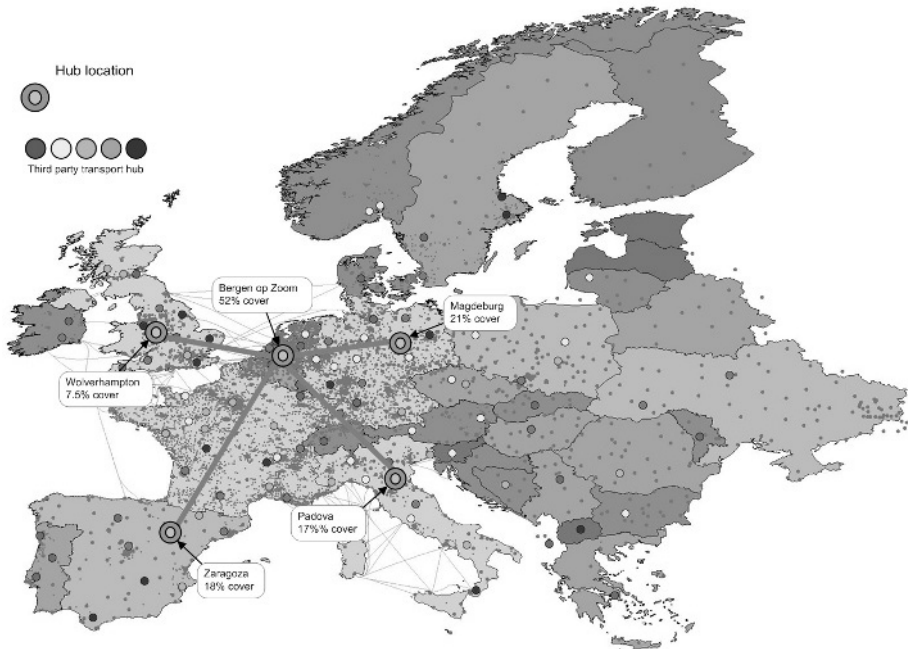 Hub location
Third party transport hub
Bergen op Zoom
52% cover
Magdeburg
21% cover
Wolverhampton
7.5% cover
Padova
17%% cover
Zaragoza
18% cover